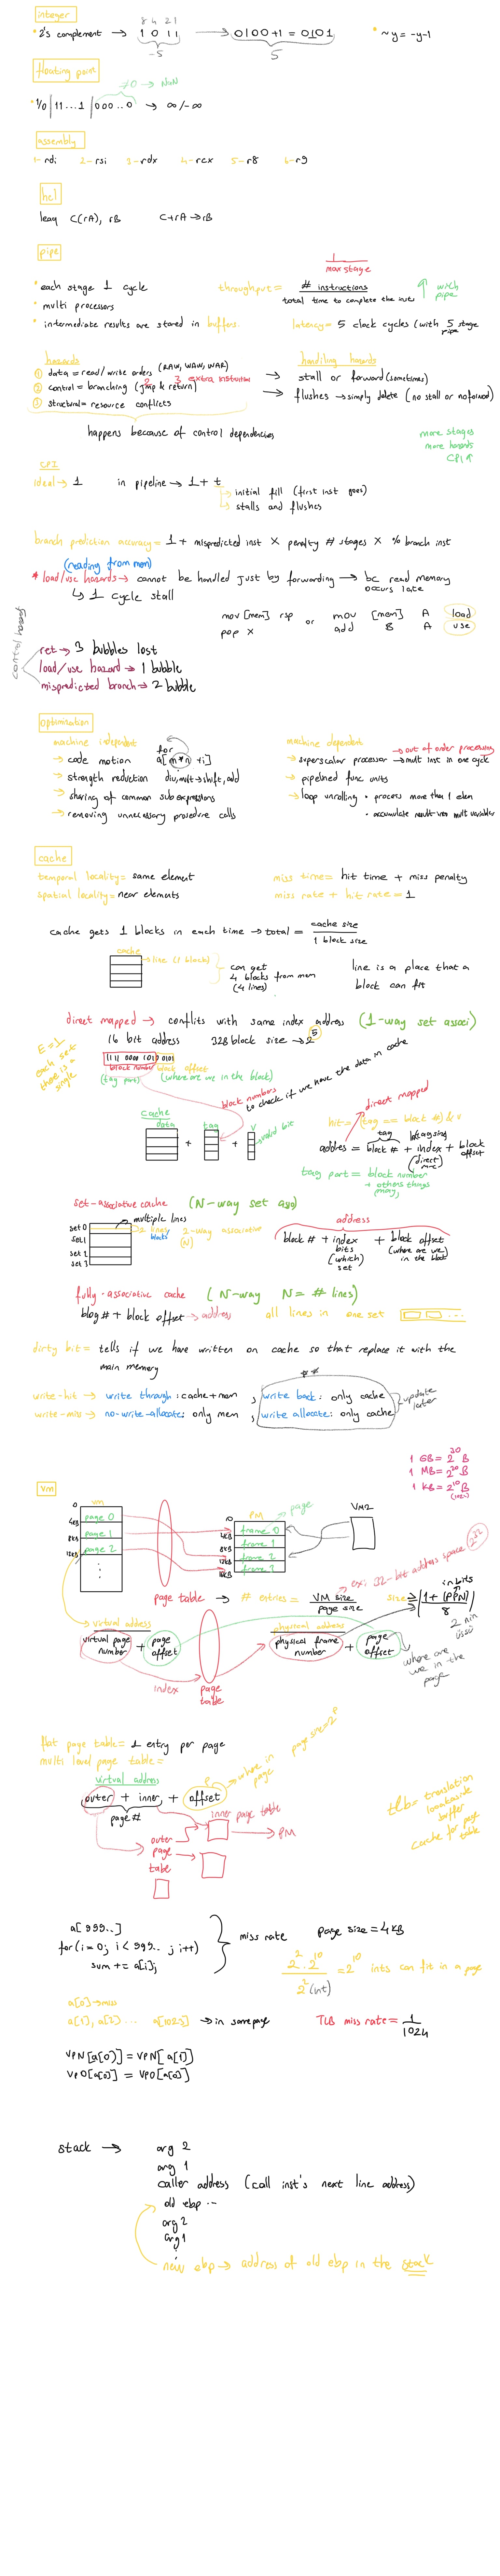 integer
8 4 2 1
* 2's complement → 1 0 1 1 → 0100 +1 = 0101
-5
5
* ~y = -y-1
floating point
≠0 → NaN
* 1/0 | 11...1 | 000..0 → ∞/-∞
assembly
1- rdi 2- rsi 3- rdx 4- rcx 5- r8 6- r9
hcl
leaq C(rA), rB C+rA → rB
pipe
1
max stage
* each stage 1 cycle
throughput = # instructions
total time to complete the insts
↑ with pipe
* multi processors
* intermediate results are stored in buffers.
latency = 5 clock cycles (with 5 stage pipe
hazards
handling hazards
① data = read/write orders (RAW, WAW, WAR) → stall or forward (sometimes)
② control = branching (jump & return)
2 3 extra instruction
→ flushes → simply delete (no stall or no forward)
③ structural = resource conflicts
happens because of control dependencies
more stages
more hazards
CPI ↑
CPI
ideal → 1 in pipeline → 1 + t
→ initial fill (first inst goes)
→ stalls and flushes
branch prediction accuracy = 1 + mispredicted inst x penalty # stages x % branch inst
(reading from mem)
* load/use hazards → cannot be handled just by forwarding → bc read memory occurs late
↳ 1 cycle stall
mov [mem] rsp or mov [mem] A load
pop x add B A use
control hazards
ret → 3 bubbles lost
load/use hazard → 1 bubble
mispredicted branch → 2 bubble
optimisation
machine independent
machine dependent
→ out of order processing
for
→ code motion a[m*n +i]
→ superscalar processor → mult inst in one cycle
→ strength reduction div,mult → shift, add
→ pipelined func units
→ sharing of common sub expressions
→ loop unrolling • process more than 1 elem
→ removing unnecessary procedure calls
• accumulate result with mult variables
cache
temporal locality = same element
miss time = hit time + miss penalty
spatial locality = near elements
miss rate + hit rate = 1
cache gets 1 blocks in each time → total = cache size
1 block size
cache
→ line (1 block)
can get
4 blocks from mem
(4 lines)
line is a place that a
block can fit
direct mapped → conflicts with same index address (1-way set associ)
E = 1
each set
there is a
single
16 bit address 32B block size → 2^5
1111 0000 1010 0101
block number block offset
(tag part) (where are we in the block)
block numbers
to check if we have the data in cache
cache
data + tag + v
valid bit
direct mapped
hit = (tag == block #) & v
tag
address = block # + index + block offset
(direct
tag part = block number
+ others things
may)
set-associative cache (N-way set asso)
multiple lines
set 0
set 1
set 2
set 3
2 lines/
blocks
2-way associative
(N)
address
block # + index + block offset
bits
(which)
set
(where are we)
in the block
fully-associative cache (N-way N = # lines)
blog # + block offset → address all lines in one set
dirty bit = tells if we have written on cache so that replace it with the
main memory
**
write-hit → write through : cache + mem , write back : only cache
write-miss → no-write-allocate : only mem , write allocate : only cache
update later
1 GB = 2^20 B
1 MB = 2^20 B
1 KB = 2^10 B
(1024)
vm
vm
0
page 0
4KB
page 1
8KB
page 2
12KB
PM → page
0
frame 0
4KB
frame 1
8KB
frame 2
12KB
16KB
VM2
page table → # entries = VM size
page size
→ ex: 32-bit address space 2^32
in bits
size = 1 + (PPN)
8
virtual address
virtual page number + page offset
physical address
physical frame number + page offset
index
page
table
where are
we in the
page
flat page table = 1 entry per page
multi level page table =
page size = 2^p
virtual address
outer + inner + offset
p → where in page
page #
inner page table
→ PM
outer
page
table
tlb = translation
lookaside
buffer
cache for page
table
a[999..]
for(i = 0; i < 999.. ; i++)
sum += a[i];
miss rate
page size = 4KB
2^2 . 2^10
2^2 (int)
= 2^10 ints can fit in a page
a[0] → miss
a[1], a[2] ... a[1023] → in same page
TLB miss rate = 1
1024
VPN[a[0]] = VPN[a[1]]
VPO[a[0]] = VPO[a[0]]
stack → arg 2
arg 1
caller address (call inst's next line address)
old ebp --
arg 2
arg 1
:
new ebp → address of old ebp in the stack